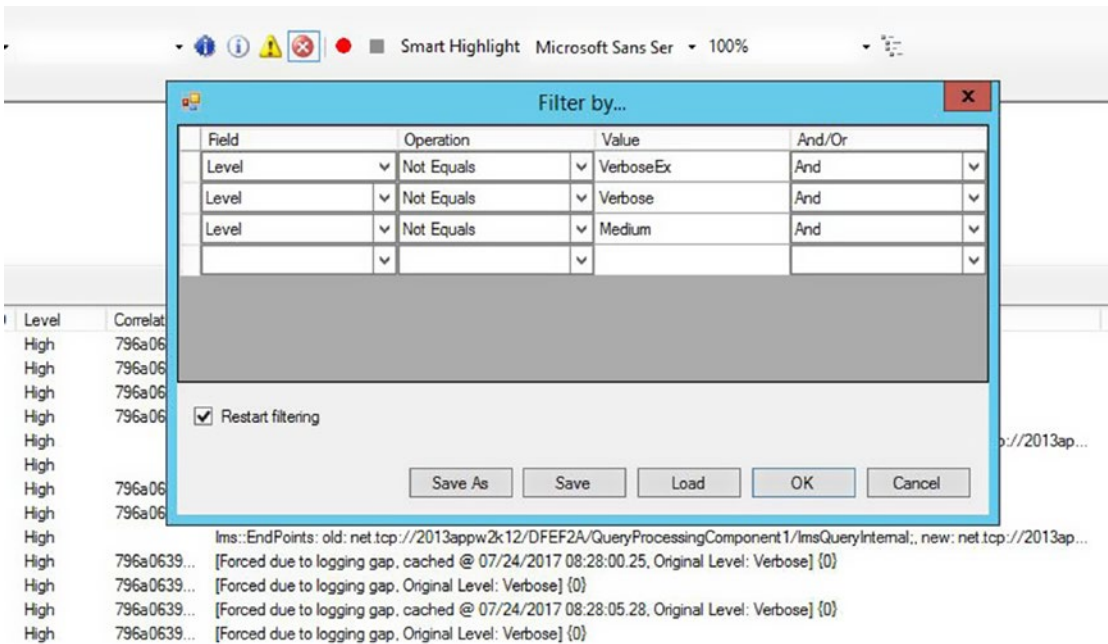 Smart Highlight Microsoft Sans Ser 100%
Filter by...
x
Field Operation Value And/Or
Level Not Equals VerboseEx And
Level Not Equals Verbose And
Level Not Equals Medium And
Level Correlat
High 796a06
High 796a06
High 796a06
High 796a06
Restart filtering
High p://2013ap...
High
High 796a06
Save As Save Load OK Cancel
High 796a06
High lms::EndPoints: old: net.tcp://2013appw2k12/DFEF2A/QueryProcessingComponent1/ImsQueryInternal;, new: net.tcp://2013ap...
High 796a0639... [Forced due to logging gap, cached @ 07/24/2017 08:28:00.25, Original Level: Verbose] {0}
High 796a0639... [Forced due to logging gap, Original Level: Verbose] {0}
High 796a0639... [Forced due to logging gap, cached @ 07/24/2017 08:28:05.28, Original Level: Verbose] {0}
High 796a0639... [Forced due to logging gap, Original Level: Verbose] {0}